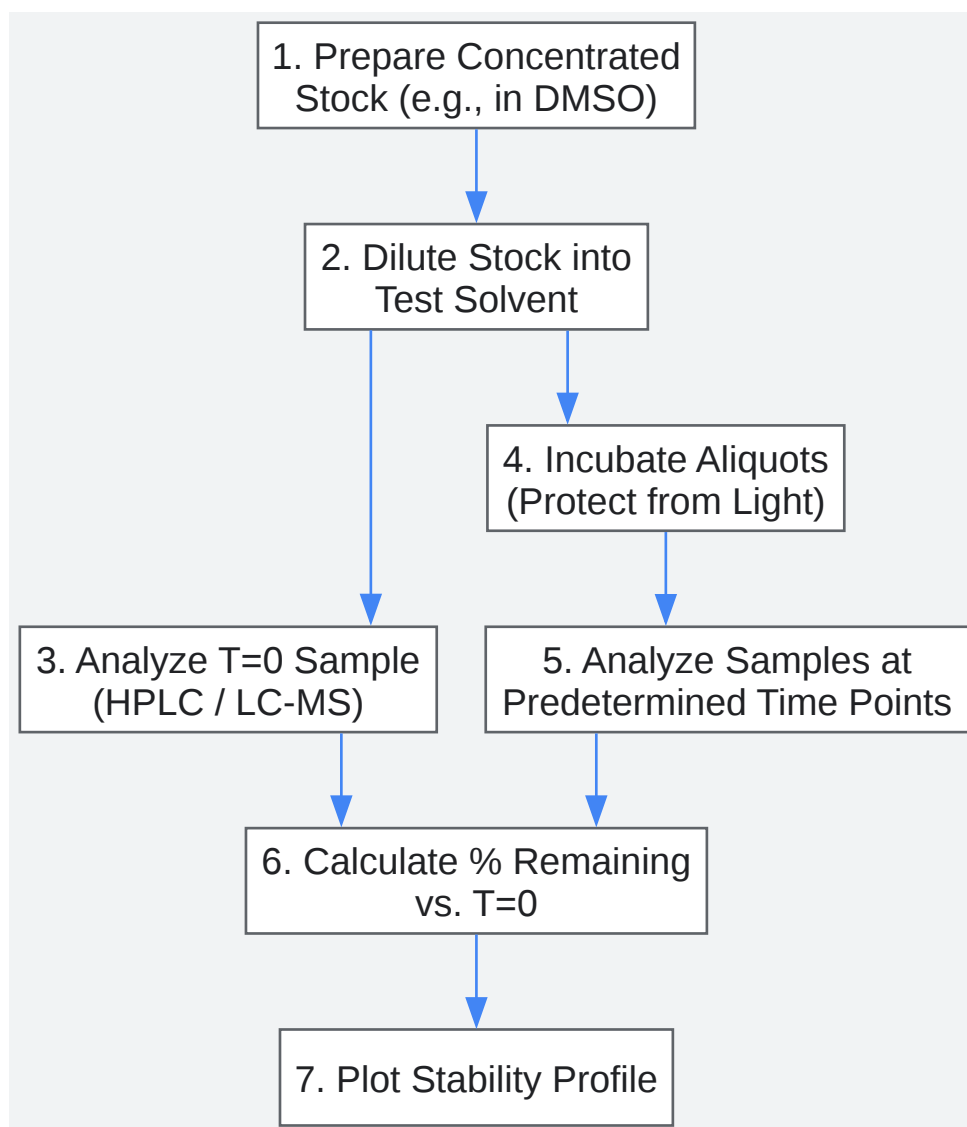 1. Prepare Concentrated
Stock (e.g., in DMSO)
2. Dilute Stock into
Test Solvent
4. Incubate Aliquots
(Protect from Light)
3. Analyze T=0 Sample
(HPLC / LC-MS)
5. Analyze Samples at
Predetermined Time Points
6. Calculate % Remaining
vs. T=0
7. Plot Stability Profile